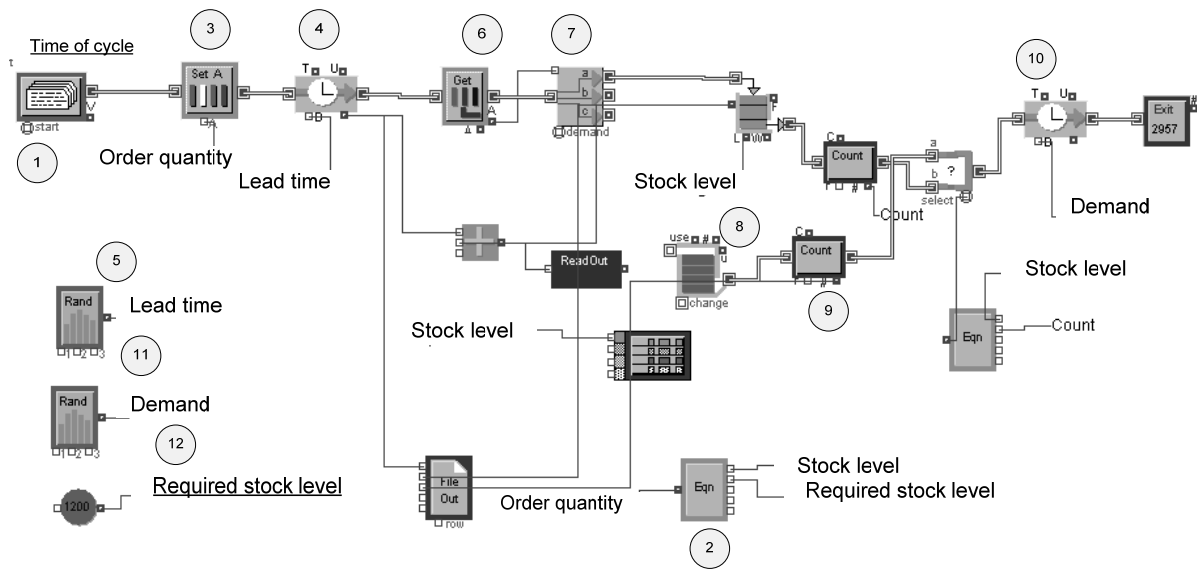 Time of cycle
3
4
6
7
10
t
Set A
T U
Get
a
b
c
T U
V
start
A
D
A
Δ
demand
F
L W
D
Exit
2957
#
1
Order quantity
Lead time
Stock level
C
Count
r #
a
b
?
select
Count
Demand
5
8
use #
u
C
Count
r #
change
9
ReadOut
Rand
1 2 3
Lead time
Stock level
Stock level
Eqn
Count
11
Rand
1 2 3
Demand
12
1200
Required stock level
File
Out
row
Order quantity
Eqn
Stock level
Required stock level
2